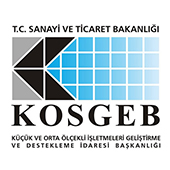 T.C. SANAYİ VE TİCARET BAKANLIĞI
KOSGEB
KÜÇÜK VE ORTA ÖLÇEKLİ İŞLETMELERİ GELİŞTİRME
VE DESTEKLEME İDARESİ BAŞKANLIĞI